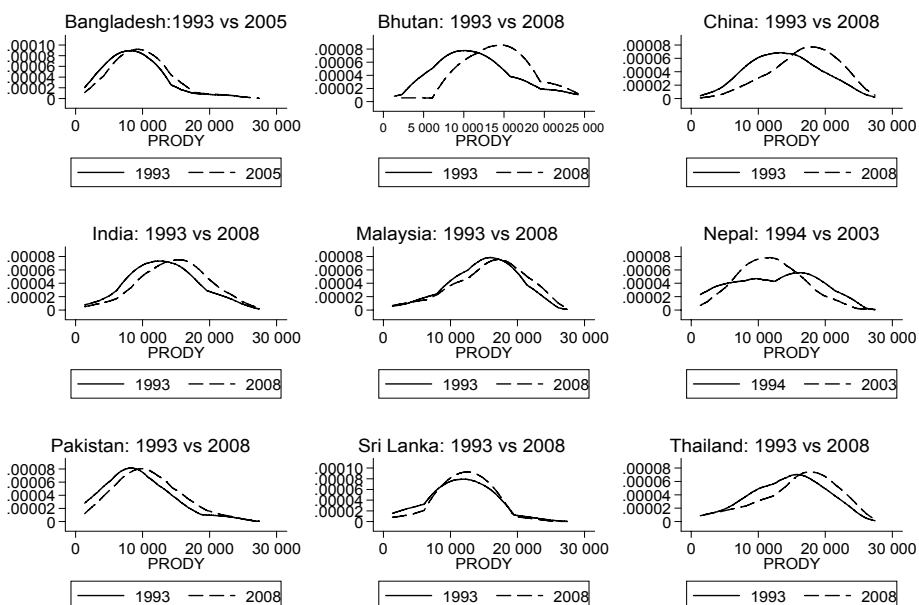 Bangladesh:1993 vs 2005
.00010
.00008
.00006
.00004
.00002
0
0 10 000 20 000 30 000
PRODY
1993 2005
Bhutan: 1993 vs 2008
.00008
.00006
.00004
.00002
0
0 5 000 10 000 15 000 20 000 25 000
PRODY
1993 2008
China: 1993 vs 2008
.00008
.00006
.00004
.00002
0
0 10 000 20 000 30 000
PRODY
1993 2008
India: 1993 vs 2008
.00008
.00006
.00004
.00002
0
0 10 000 20 000 30 000
PRODY
1993 2008
Malaysia: 1993 vs 2008
.00008
.00006
.00004
.00002
0
0 10 000 20 000 30 000
PRODY
1993 2008
Nepal: 1994 vs 2003
.00008
.00006
.00004
.00002
0
0 10 000 20 000 30 000
PRODY
1994 2003
Pakistan: 1993 vs 2008
.00008
.00006
.00004
.00002
0
0 10 000 20 000 30 000
PRODY
1993 2008
Sri Lanka: 1993 vs 2008
.00010
.00008
.00006
.00004
.00002
0
0 10 000 20 000 30 000
PRODY
1993 2008
Thailand: 1993 vs 2008
.00008
.00006
.00004
.00002
0
0 10 000 20 000 30 000
PRODY
1993 2008